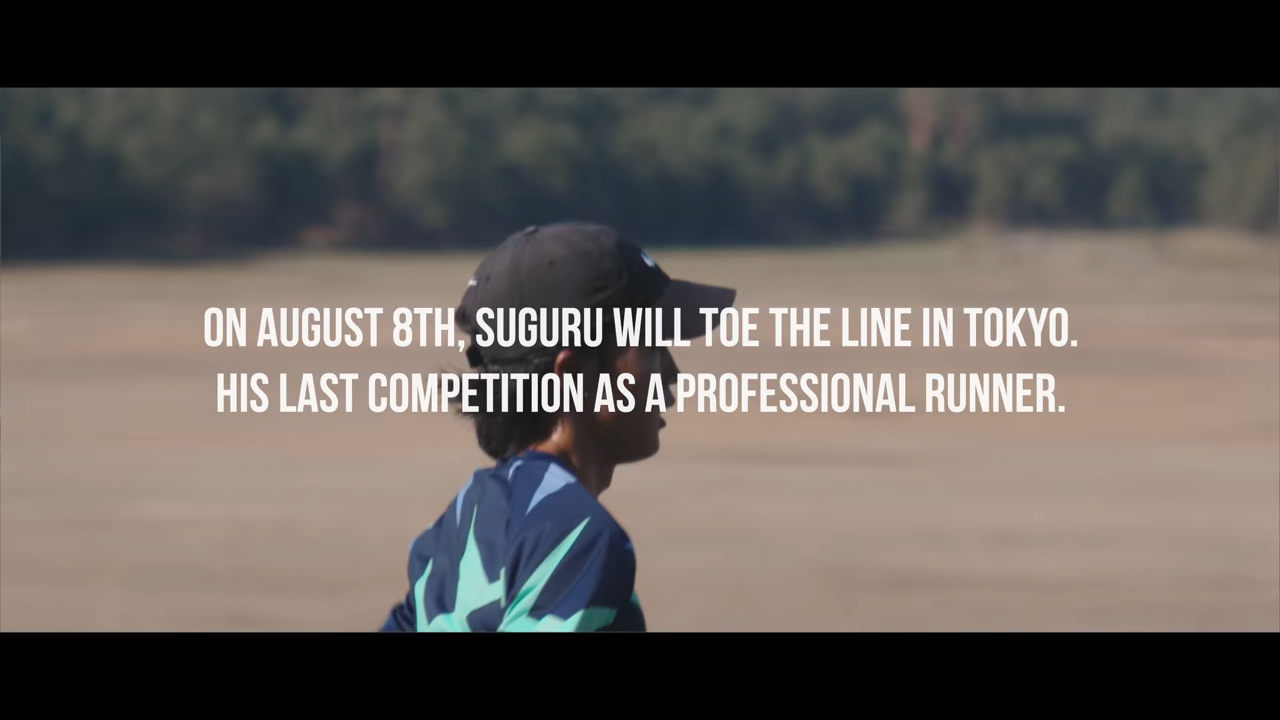 ON AUGUST 8TH, SUGURU WILL TOE THE LINE IN TOKYO.
HIS LAST COMPETITION AS A PROFESSIONAL RUNNER.